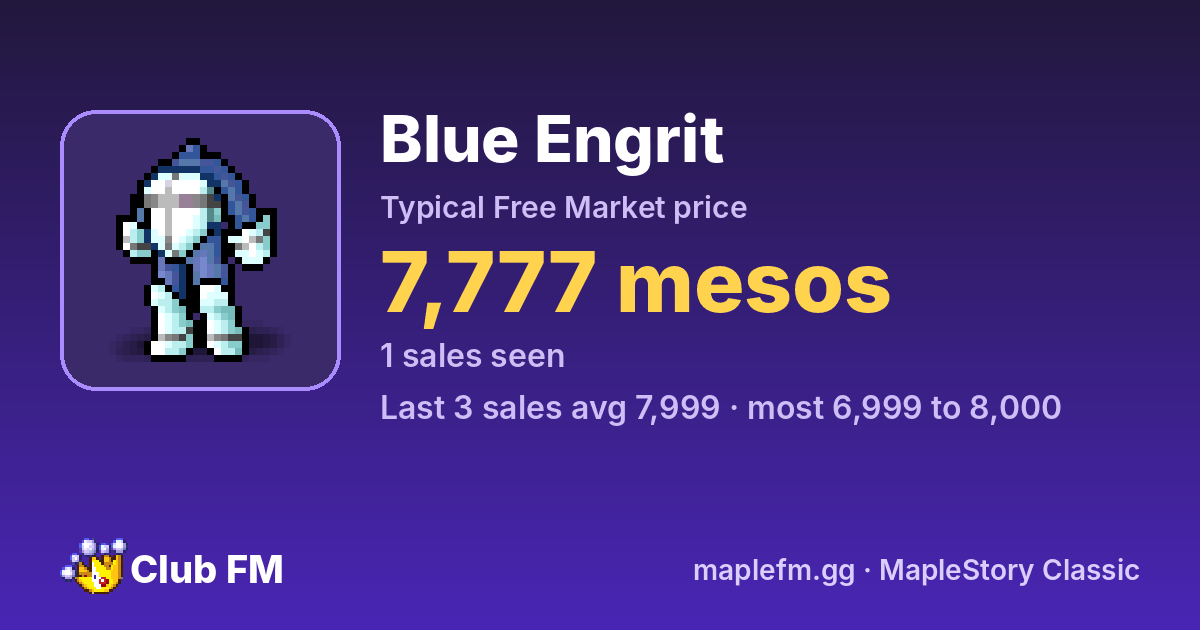 Blue Engrit
Typical Free Market price
7,777 mesos
1 sales seen
Last 3 sales avg 7,999 · most 6,999 to 8,000
Club FM
maplefm.gg · MapleStory Classic